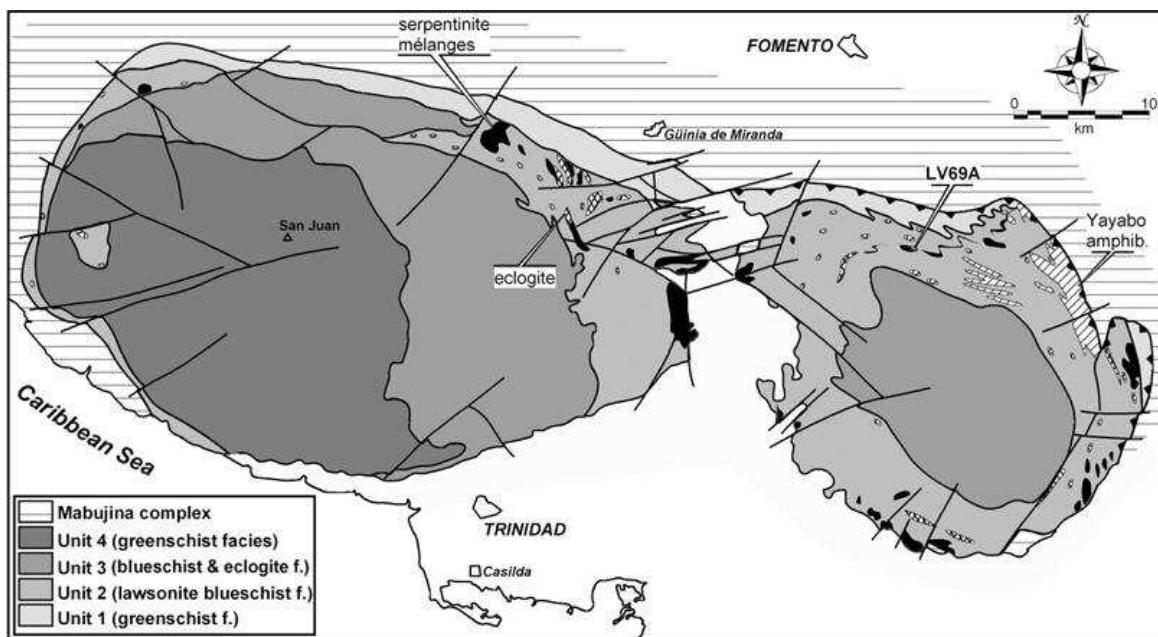 serpentinite
mélanges
FOMENTO
N
0 10
km
Güinia de Miranda
LV69A
San Juan
Yayabo
amphib.
eclogite
Caribbean Sea
Mabujina complex
Unit 4 (greenschist facies)
Unit 3 (blueschist & eclogite f.)
Unit 2 (lawsonite blueschist f.)
Unit 1 (greenschist f.)
TRINIDAD
Casilda